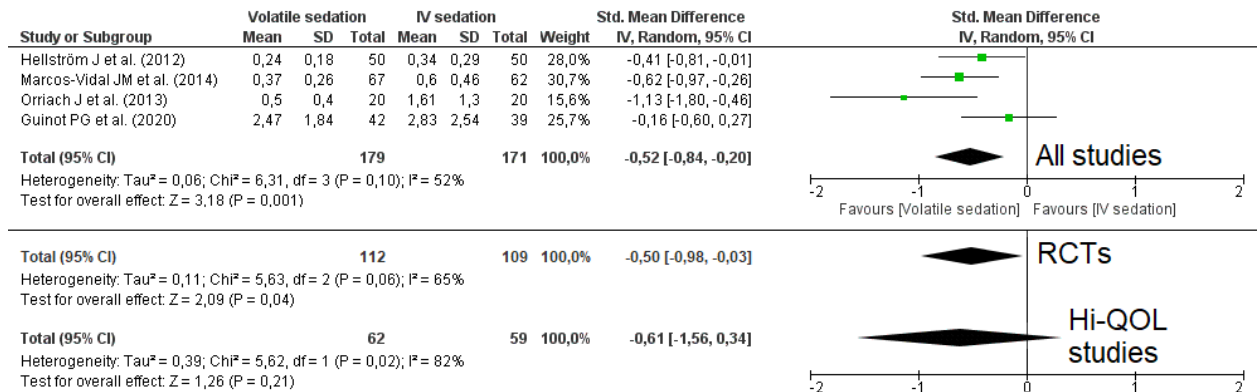 Volatile sedation IV sedation Std. Mean Difference Std. Mean Difference
Study or Subgroup Mean SD Total Mean SD Total Weight IV, Random, 95% CI IV, Random, 95% CI
Hellström J et al. (2012) 0,24 0,18 50 0,34 0,29 50 28,0% -0,41 [-0,81, -0,01]
Marcos-Vidal JM et al. (2014) 0,37 0,26 67 0,6 0,46 62 30,7% -0,62 [-0,97, -0,26]
Orriach J et al. (2013) 0,5 0,4 20 1,61 1,3 20 15,6% -1,13 [-1,80, -0,46]
Guinot PG et al. (2020) 2,47 1,84 42 2,83 2,54 39 25,7% -0,16 [-0,60, 0,27]
Total (95% CI) 179 171 100,0% -0,52 [-0,84, -0,20] All studies
Heterogeneity: Tau² = 0,06; Chi² = 6,31, df = 3 (P = 0,10); I² = 52%
Test for overall effect: Z = 3,18 (P = 0,001)
-2 -1 0 1 2
Favours [Volatile sedation] Favours [IV sedation]
Total (95% CI) 112 109 100,0% -0,50 [-0,98, -0,03] RCTs
Heterogeneity: Tau² = 0,11; Chi² = 5,63, df = 2 (P = 0,06); I² = 65%
Test for overall effect: Z = 2,09 (P = 0,04)
Total (95% CI) 62 59 100,0% -0,61 [-1,56, 0,34] Hi-QOL
studies
Heterogeneity: Tau² = 0,39; Chi² = 5,62, df = 1 (P = 0,02); I² = 82%
Test for overall effect: Z = 1,26 (P = 0,21)
-2 -1 0 1 2